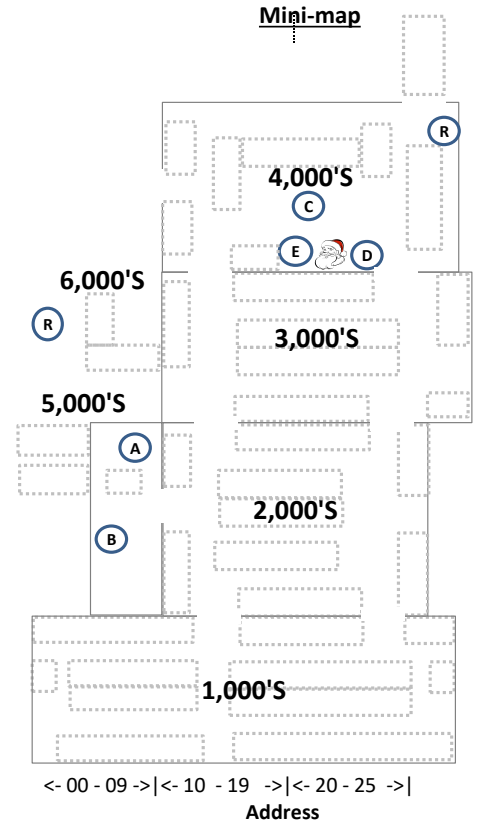 Mini-map
R
4,000'S
C
E
D
6,000'S
R
3,000'S
5,000'S
A
2,000'S
B
1,000'S
<- 00 - 09 ->|<- 10 - 19 ->|<- 20 - 25 ->|
Address